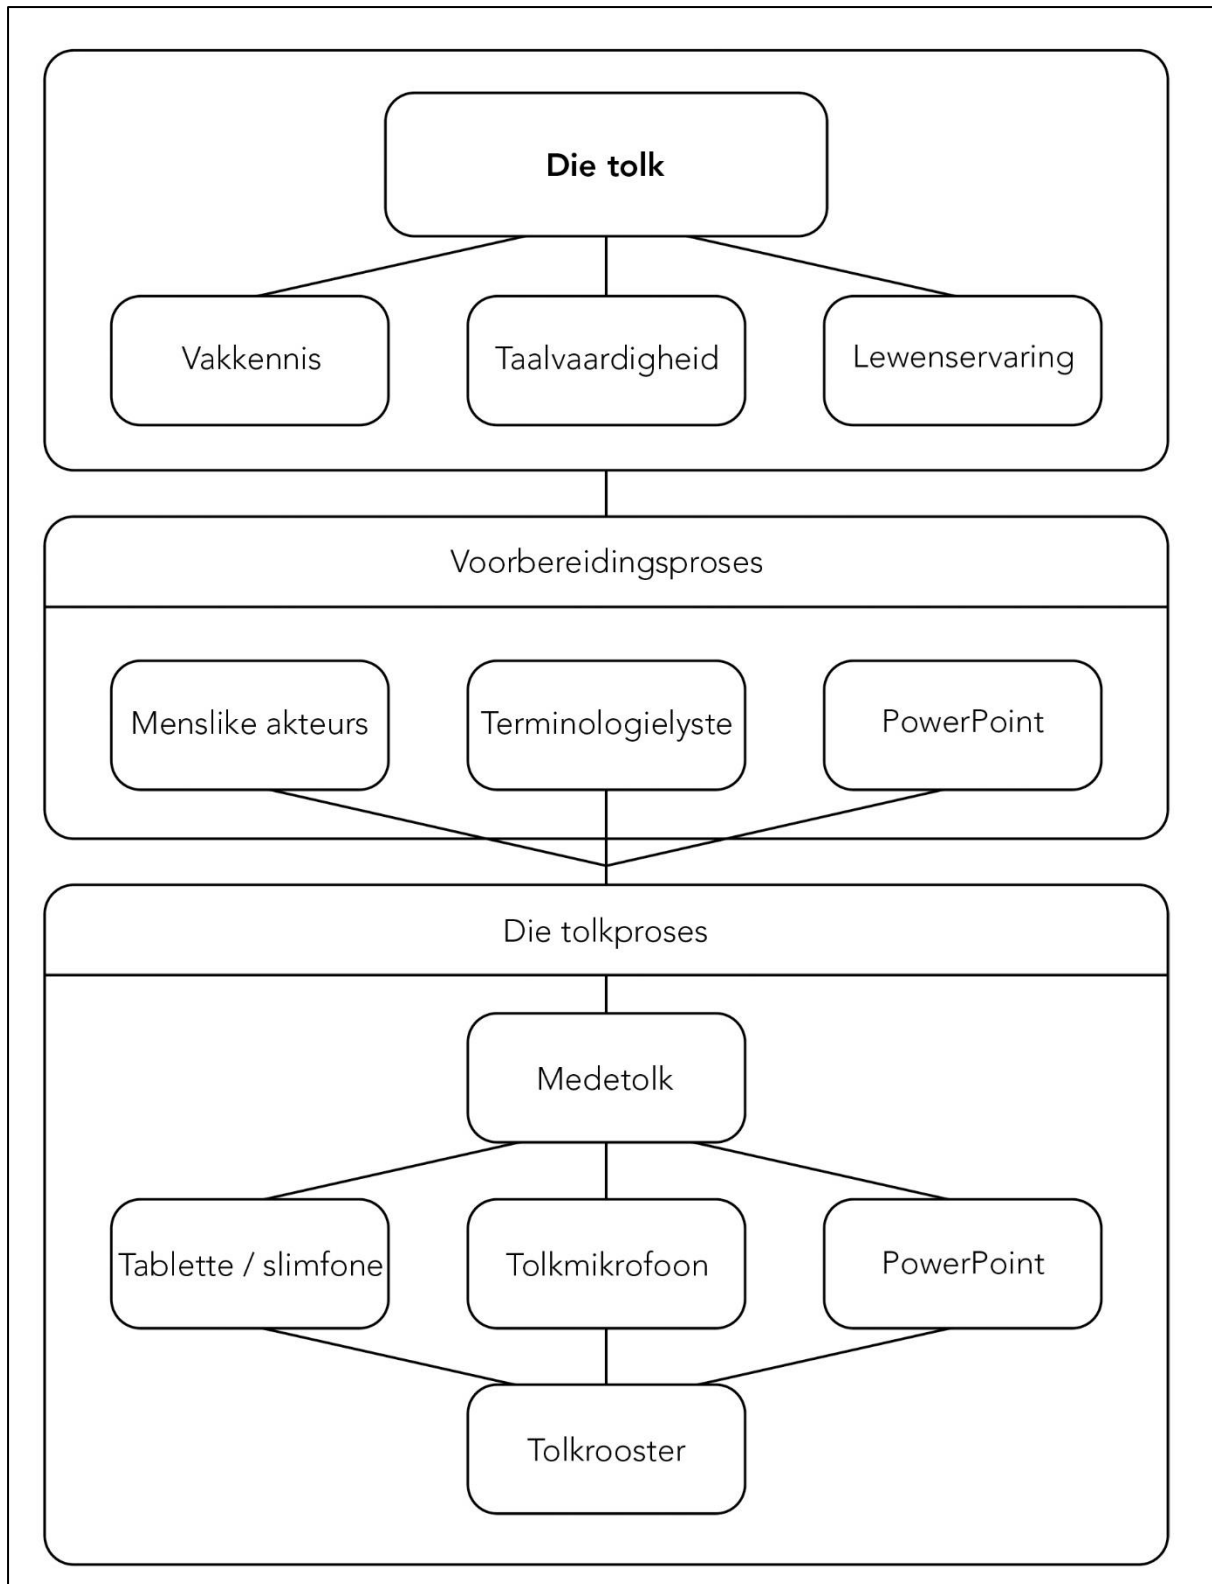 Die tolk
Vakkennis
Taalvaardigheid
Lewenservaring
Voorbereidingsproses
Menslike akteurs
Terminologielyste
PowerPoint
Die tolkproses
Medetolk
Tablette / slimfone
Tolkmikrofoon
PowerPoint
Tolkrooster